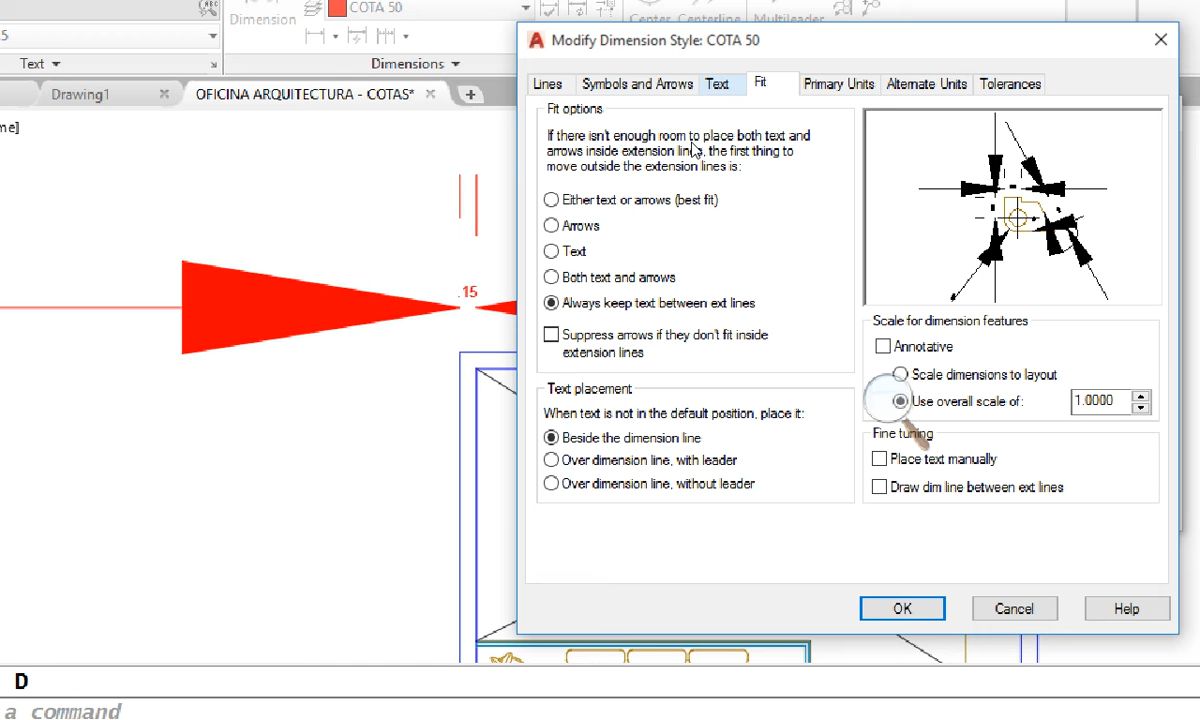 Dimension
COTA 50
Center
Centerline
Multileader
5
Text
Dimensions
Drawing1
OFICINA ARQUITECTURA - COTAS*
me]
.15
Modify Dimension Style: COTA 50
Lines
Symbols and Arrows
Text
Fit
Primary Units
Alternate Units
Tolerances
Fit options
If there isn't enough room to place both text and
arrows inside extension lines, the first thing to
move outside the extension lines is:
Either text or arrows (best fit)
Arrows
Text
Both text and arrows
Always keep text between ext lines
Suppress arrows if they don't fit inside
extension lines
Text placement
When text is not in the default position, place it:
Beside the dimension line
Over dimension line, with leader
Over dimension line, without leader
Scale for dimension features
Annotative
Scale dimensions to layout
Use overall scale of:
1.0000
Fine tuning
Place text manually
Draw dim line between ext lines
OK
Cancel
Help
D
a command